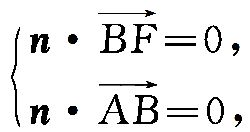 n · \overrightarrow{BF}=0,
n · \overrightarrow{AB}=0,